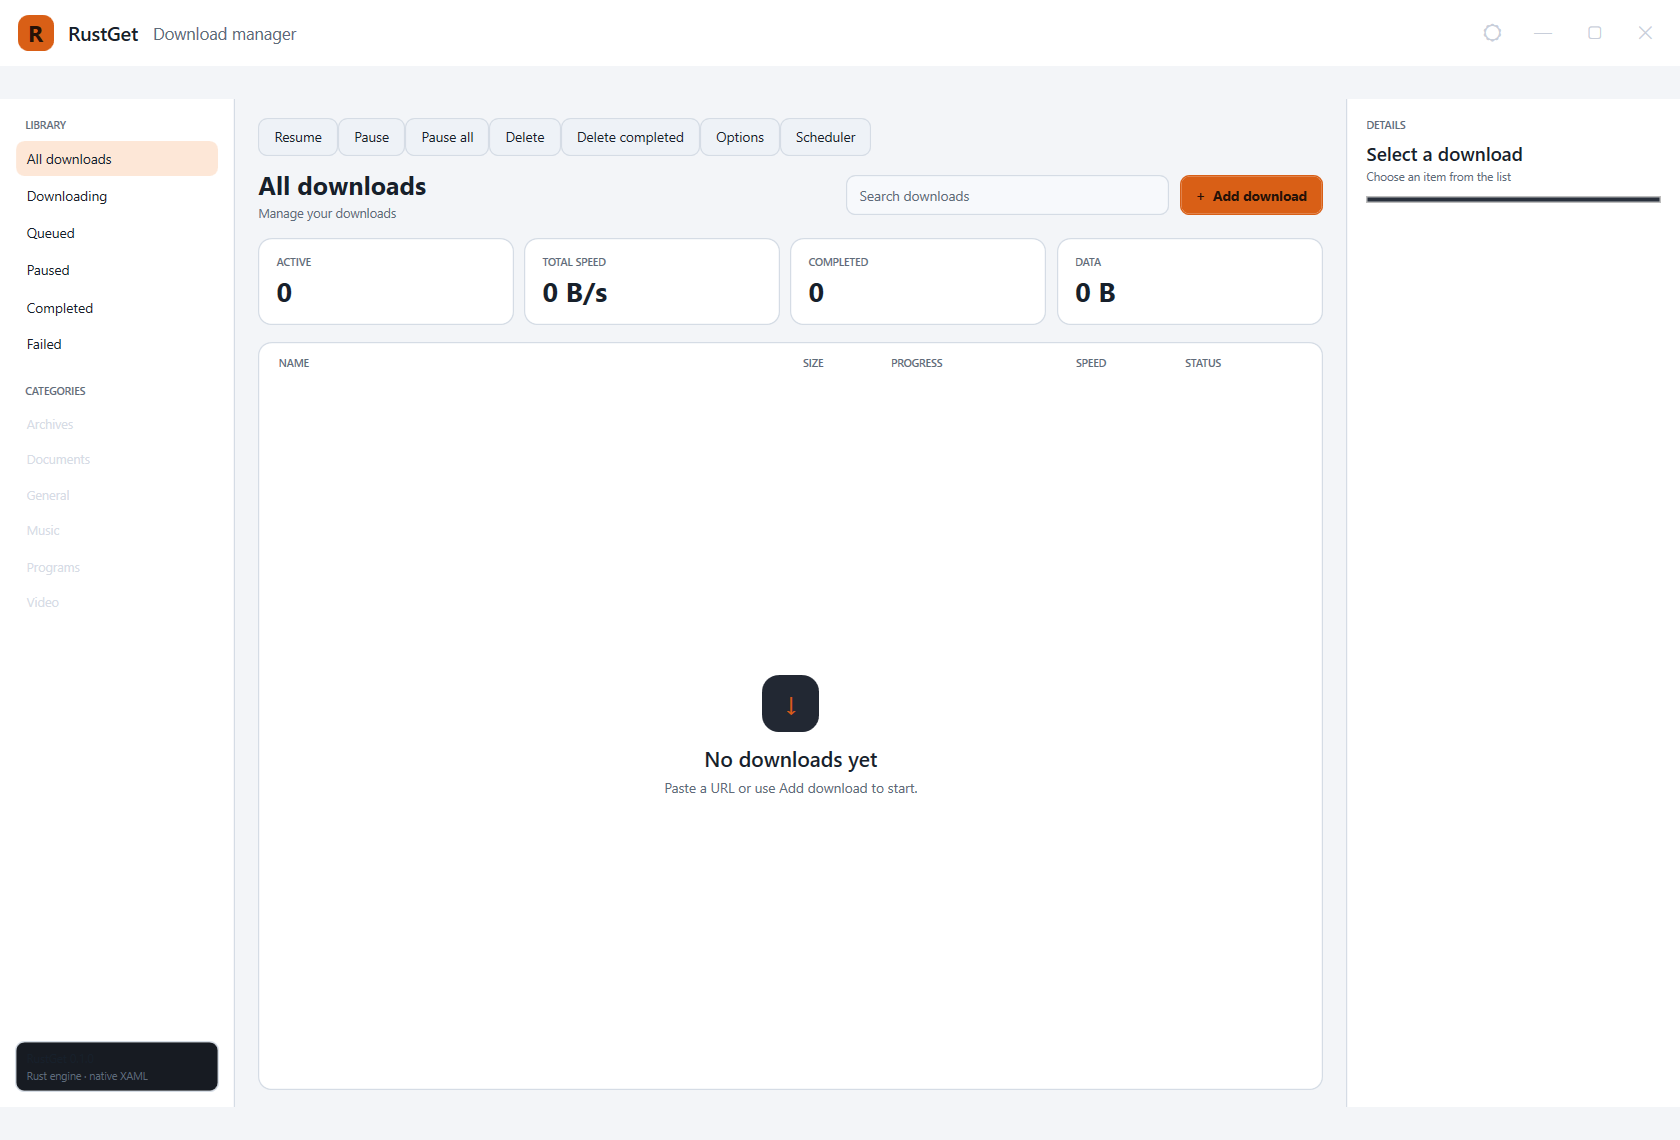 R RustGet Download manager
LIBRARY
All downloads
Downloading
Queued
Paused
Completed
Failed
CATEGORIES
Archives
Documents
General
Music
Programs
Video
Rust engine · native XAML
Resume Pause Pause all Delete Delete completed Options Scheduler
All downloads
Manage your downloads
Search downloads
+ Add download
ACTIVE
0
TOTAL SPEED
0 B/s
COMPLETED
0
DATA
0 B
NAME SIZE PROGRESS SPEED STATUS
No downloads yet
Paste a URL or use Add download to start.
DETAILS
Select a download
Choose an item from the list